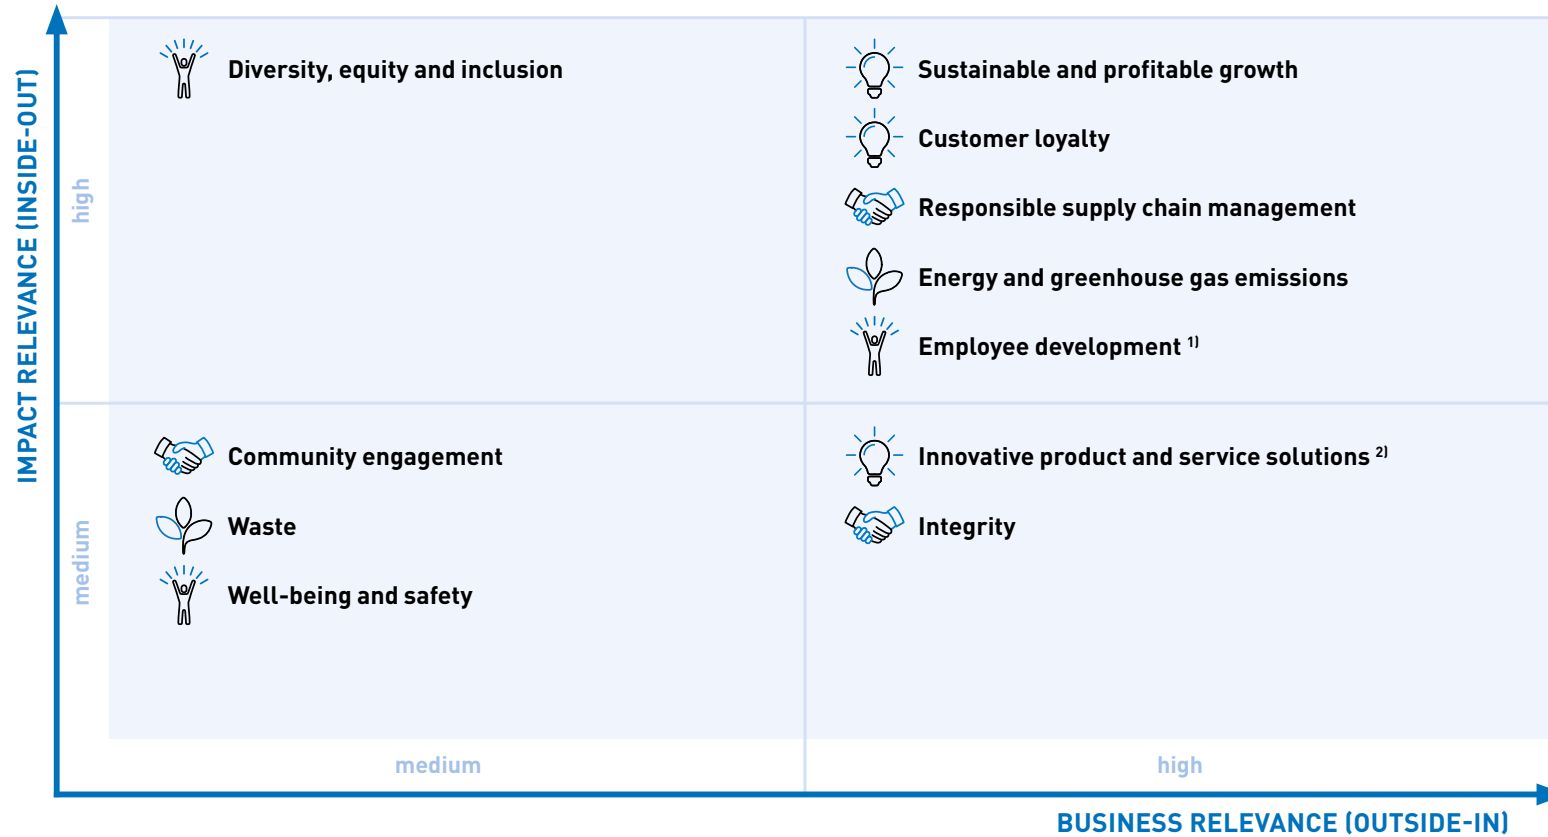 IMPACT RELEVANCE (INSIDE-OUT)
high
Diversity, equity and inclusion
Sustainable and profitable growth
Customer loyalty
Responsible supply chain management
Energy and greenhouse gas emissions
Employee development 1)
medium
Community engagement
Waste
Well-being and safety
Innovative product and service solutions 2)
Integrity
medium
high
BUSINESS RELEVANCE (OUTSIDE-IN)